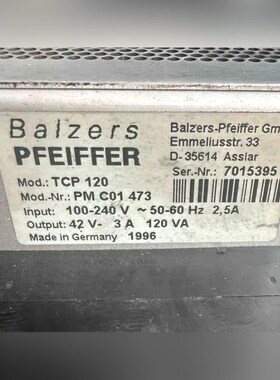 Balzers
PFEIFFER
Balzers-Pfeiffer Gm
Emmeliusstr. 33
D-35614 Asslar
Ser.-Nr.: 7015395
Mod.: TCP 120
Mod.-Nr.: PM C01 473
Input: 100-240 V ~ 50-60 Hz 2,5A
Output: 42 V- 3 A 120 VA
Made in Germany 1996